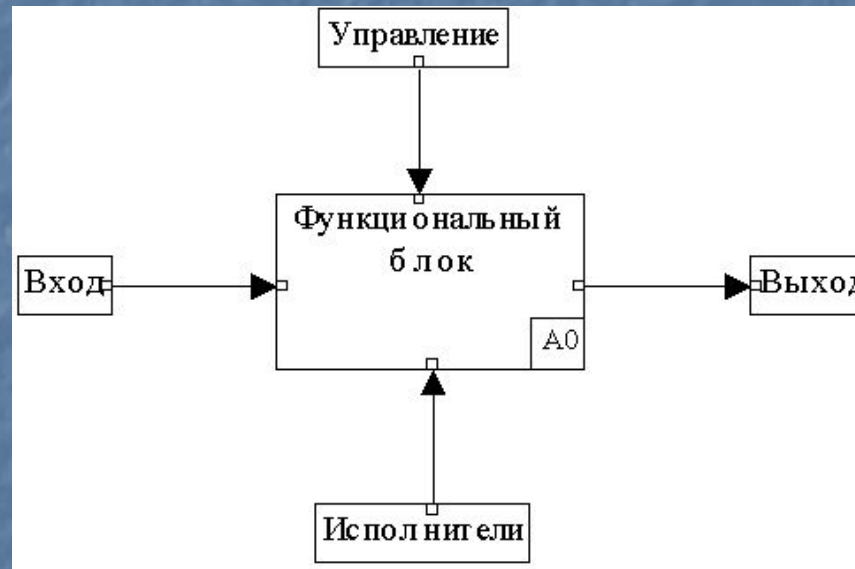 Управление
Функциональный
блок
Вход
Выход
A0
Исполнители